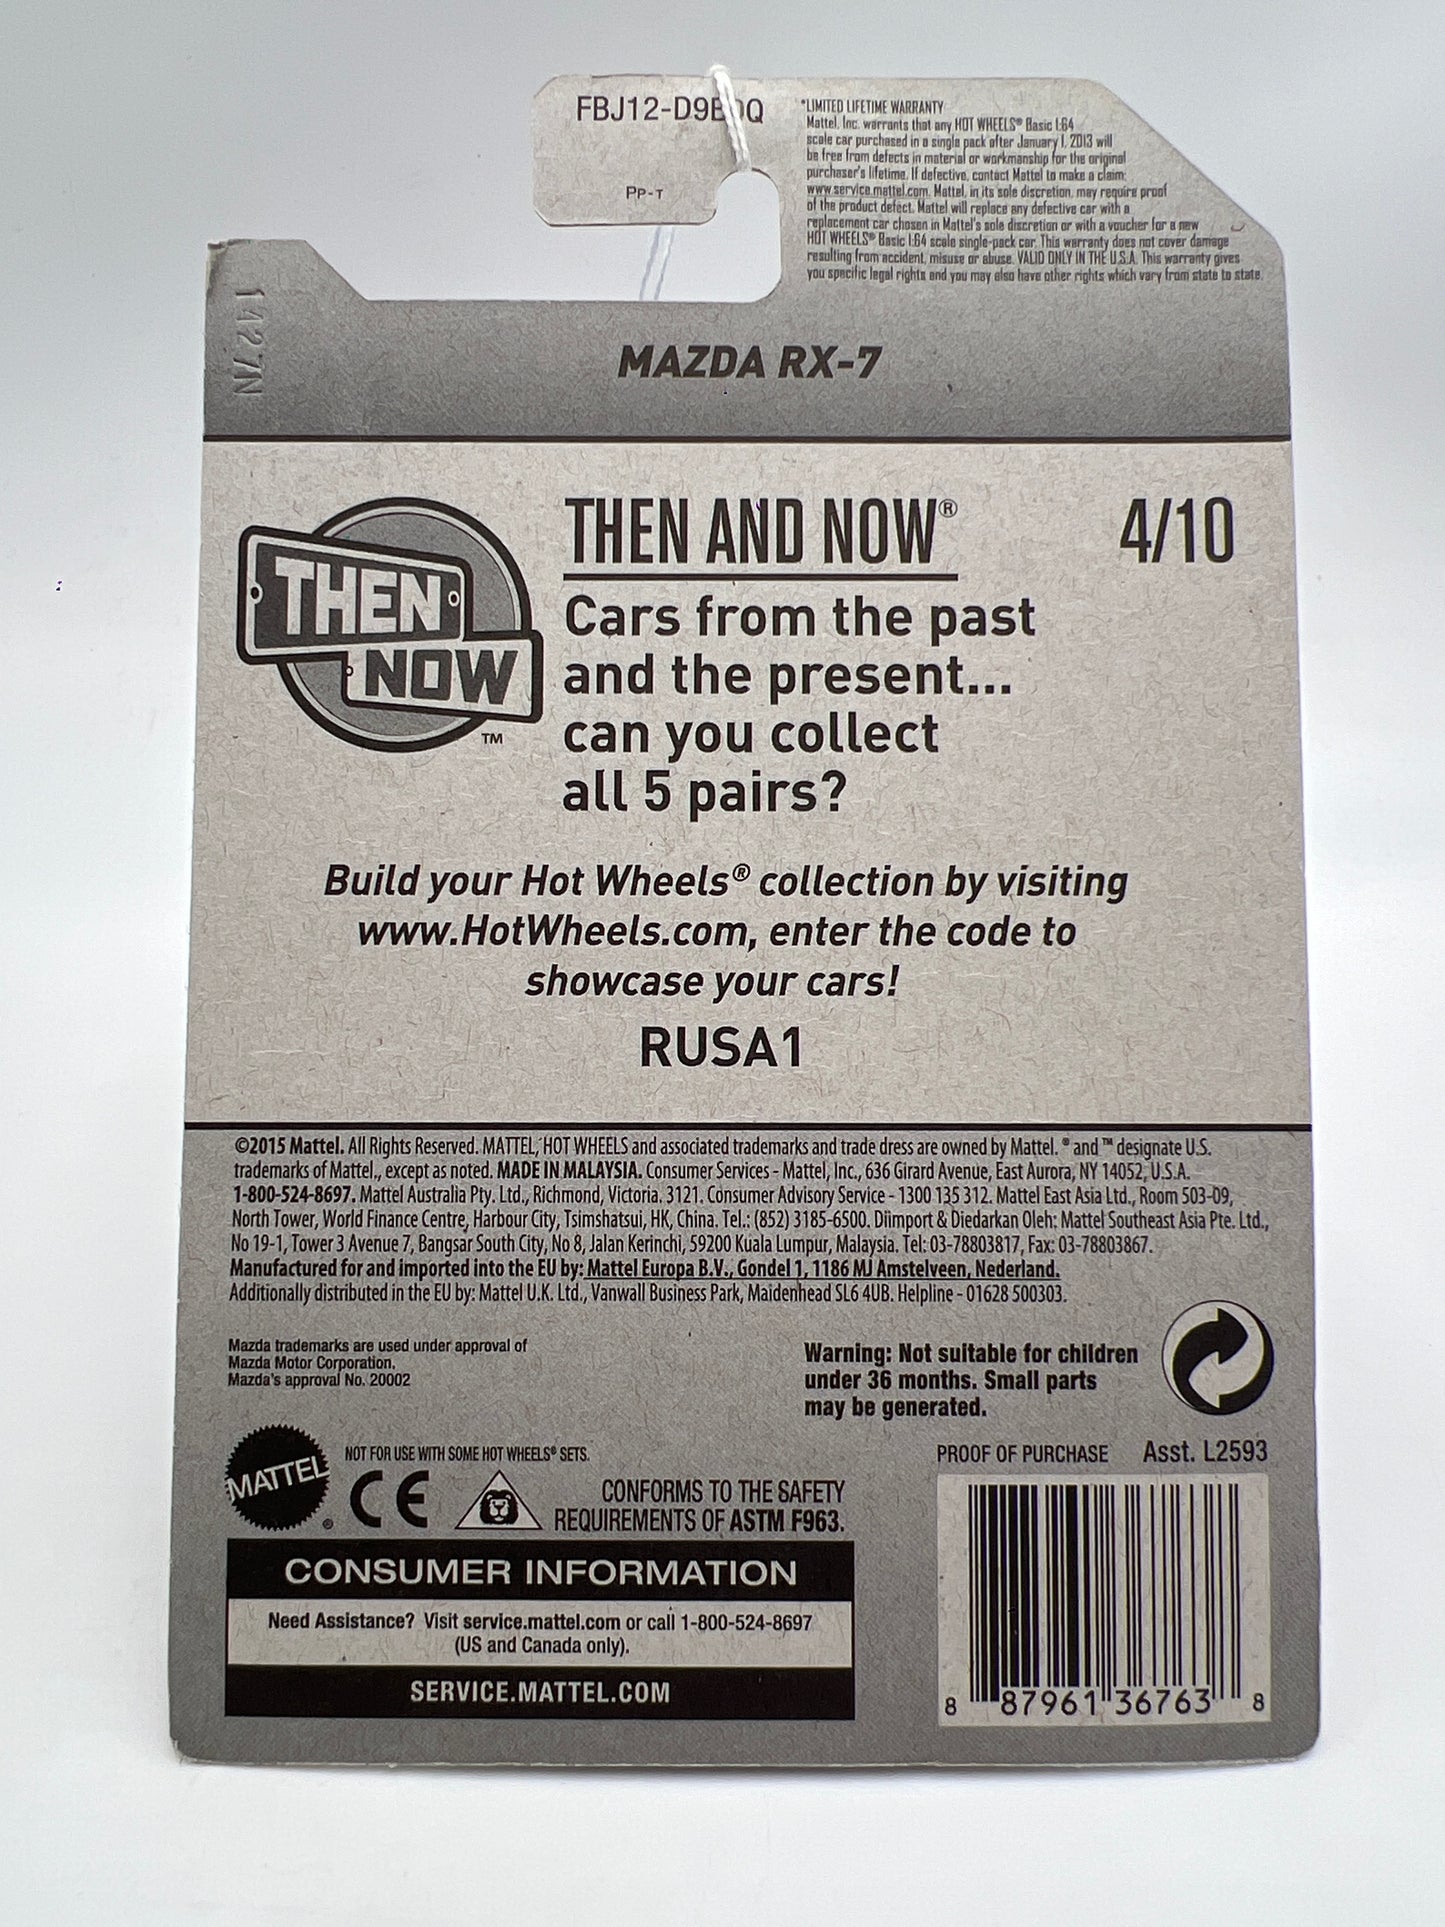 FBJ12-D9B0Q
PP-T
*LIMITED LIFETIME WARRANTY
Mattel, Inc. warrants that any HOT WHEELS® Basic 1:64
scale car purchased in a single pack after January 1, 2013 will
be free from defects in material or workmanship for the original
purchaser's lifetime. If defective, contact Mattel to make a claim:
www.service.mattel.com. Mattel, in its sole discretion, may require proof
of the product defect. Mattel will replace any defective car with a
replacement car chosen in Mattel's sole discretion or with a voucher for a new
HOT WHEELS® Basic 1:64 scale single-pack car. This warranty does not cover damage
resulting from accident, misuse or abuse. VALID ONLY IN THE U.S.A. This warranty gives
you specific legal rights and you may also have other rights which vary from state to state.
1427N
MAZDA RX-7
THEN
NOW
TM
THEN AND NOW®
4/10
Cars from the past
and the present...
can you collect
all 5 pairs?
Build your Hot Wheels® collection by visiting
www.HotWheels.com, enter the code to
showcase your cars!
RUSA1
©2015 Mattel. All Rights Reserved. MATTEL, HOT WHEELS and associated trademarks and trade dress are owned by Mattel. ® and ™ designate U.S.
trademarks of Mattel., except as noted. MADE IN MALAYSIA. Consumer Services - Mattel, Inc., 636 Girard Avenue, East Aurora, NY 14052, U.S.A.
1-800-524-8697. Mattel Australia Pty. Ltd., Richmond, Victoria. 3121. Consumer Advisory Service - 1300 135 312. Mattel East Asia Ltd., Room 503-09,
North Tower, World Finance Centre, Harbour City, Tsimshatsui, HK, China. Tel.: (852) 3185-6500. Diimport & Diedarkan Oleh: Mattel Southeast Asia Pte. Ltd.,
No 19-1, Tower 3 Avenue 7, Bangsar South City, No 8, Jalan Kerinchi, 59200 Kuala Lumpur, Malaysia. Tel: 03-78803817, Fax: 03-78803867.
Manufactured for and imported into the EU by: Mattel Europa B.V., Gondel 1, 1186 MJ Amstelveen, Nederland.
Additionally distributed in the EU by: Mattel U.K. Ltd., Vanwall Business Park, Maidenhead SL6 4UB. Helpline - 01628 500303.
Mazda trademarks are used under approval of
Mazda Motor Corporation.
Mazda's approval No. 20002
Warning: Not suitable for children
under 36 months. Small parts
may be generated.
MATTEL ®
NOT FOR USE WITH SOME HOT WHEELS® SETS.
CE
CONFORMS TO THE SAFETY
REQUIREMENTS OF ASTM F963.
PROOF OF PURCHASE Asst. L2593
CONSUMER INFORMATION
Need Assistance? Visit service.mattel.com or call 1-800-524-8697
(US and Canada only).
SERVICE.MATTEL.COM
8 87961 36763 8